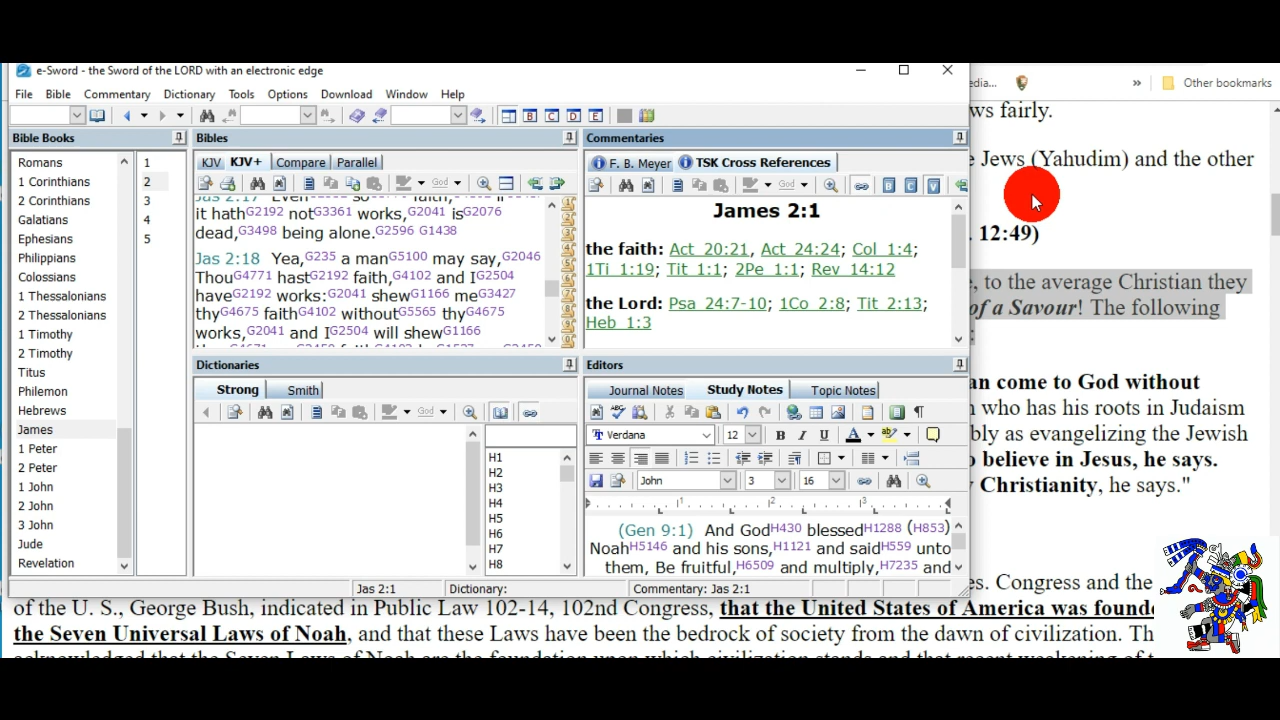 e-Sword - the Sword of the LORD with an electronic edge
File Bible Commentary Dictionary Tools Options Download Window Help
Bible Books
Romans
1 Corinthians
2 Corinthians
Galatians
Ephesians
Philippians
Colossians
1 Thessalonians
2 Thessalonians
1 Timothy
2 Timothy
Titus
Philemon
Hebrews
James
1 Peter
2 Peter
1 John
2 John
3 John
Jude
Revelation
1
2
3
4
5
Bibles
KJV KJV+ Compare Parallel
God
it hathG2192 notG3361 works,G2041 isG2076
dead,G3498 being alone.G2596 G1438
Jas 2:18 Yea,G235 a manG5100 may say,G2046
ThouG4771 hastG2192 faith,G4102 and IG2504
haveG2192 works:G2041 shewG1166 meG3427
thyG4675 faithG4102 withoutG5565 thyG4675
works,G2041 and IG2504 will shewG1166
Commentaries
F. B. Meyer TSK Cross References
God
James 2:1
the faith: Act 20:21, Act 24:24; Col 1:4;
1Ti 1:19; Tit 1:1; 2Pe 1:1; Rev 14:12
the Lord: Psa 24:7-10; 1Co 2:8; Tit 2:13;
Heb 1:3
Dictionaries
Strong Smith
God
H1
H2
H3
H4
H5
H6
H7
H8
Editors
Journal Notes Study Notes Topic Notes
Verdana 12 B I U A ab
John 3 16
1 2 3
(Gen 9:1) And GodH430 blessedH1288 (H853)
NoahH5146 and his sons,H1121 and saidH559 unto
them, Be fruitful,H6509 and multiply,H7235 and
Jas 2:1 Dictionary: Commentary: Jas 2:1
edia... » Other bookmarks
ws fairly.
e Jews (Yahudim) and the other
. 12:49)
e, to the average Christian they
of a Savour! The following
:
an come to God without
n who has his roots in Judaism
bly as evangelizing the Jewish
o believe in Jesus, he says.
y Christianity, he says."
es. Congress and the
of the U. S., George Bush, indicated in Public Law 102-14, 102nd Congress, that the United States of America was founde
the Seven Universal Laws of Noah, and that these Laws have been the bedrock of society from the dawn of civilization. Th